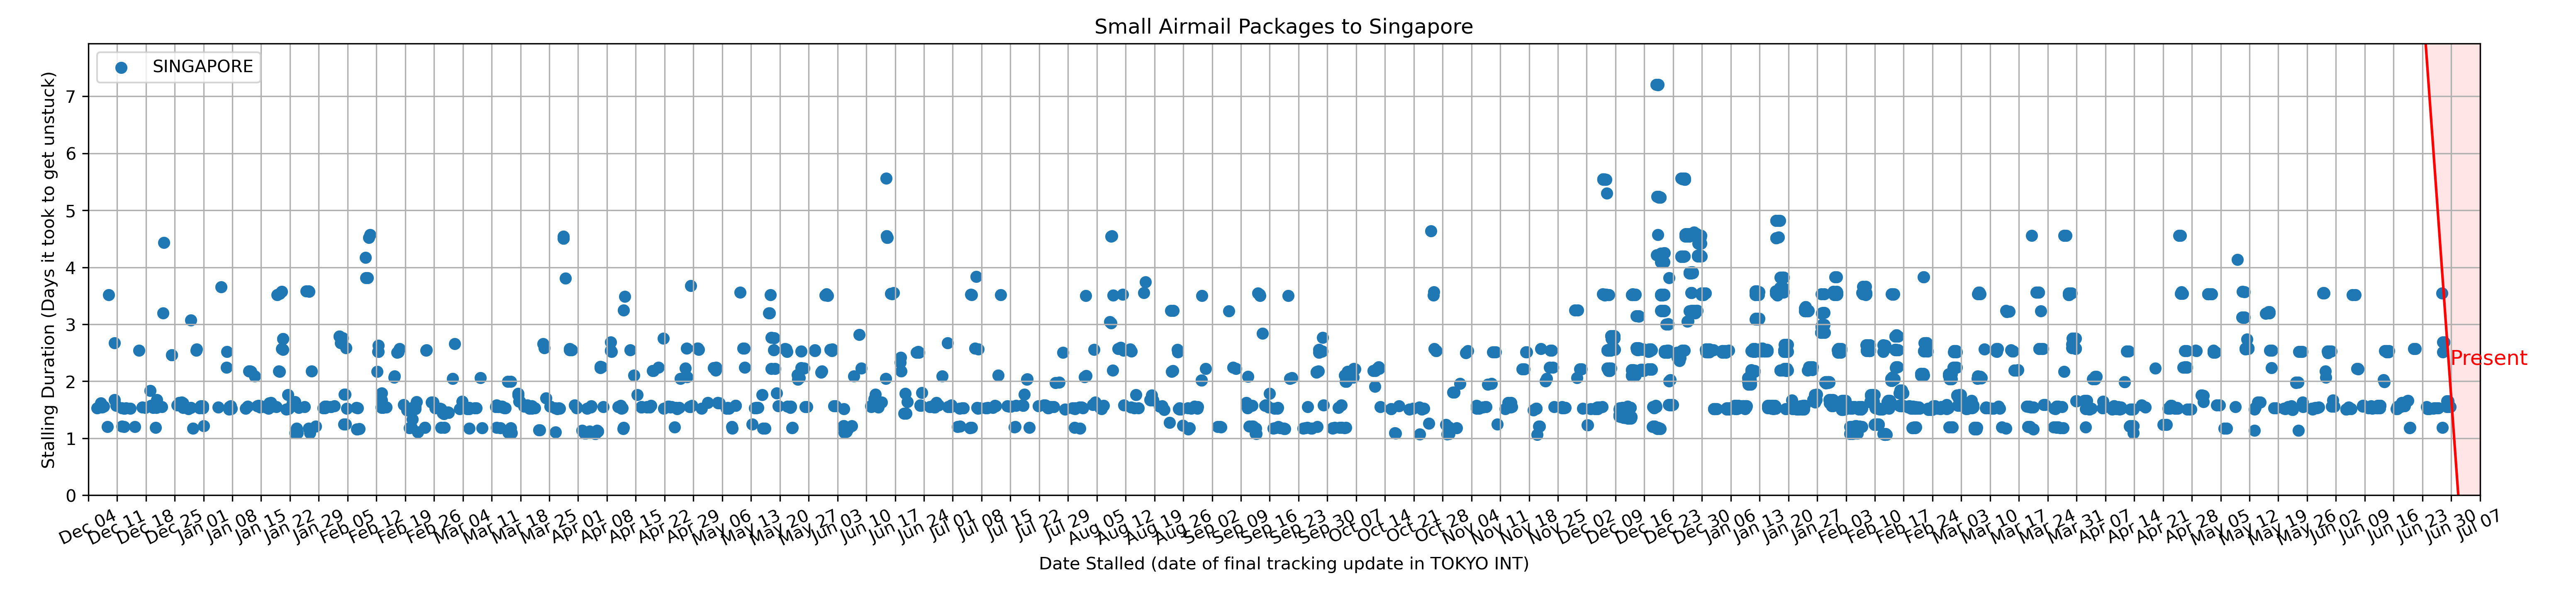 Small Airmail Packages to Singapore
SINGAPORE
Stalling Duration (Days it took to get unstuck)
7
6
5
4
3
2
1
0
Present
Dec 04 Dec 11 Dec 18 Dec 25 Jan 01 Jan 08 Jan 15 Jan 22 Jan 29 Feb 05 Feb 12 Feb 19 Feb 26 Mar 04 Mar 11 Mar 18 Mar 25 Apr 01 Apr 08 Apr 15 Apr 22 Apr 29 May 06 May 13 May 20 May 27 Jun 03 Jun 10 Jun 17 Jun 24 Jul 01 Jul 08 Jul 15 Jul 22 Jul 29 Aug 05 Aug 12 Aug 19 Aug 26 Sep 02 Sep 09 Sep 16 Sep 23 Sep 30 Oct 07 Oct 14 Oct 21 Oct 28 Nov 04 Nov 11 Nov 18 Nov 25 Dec 02 Dec 09 Dec 16 Dec 23 Dec 30 Jan 06 Jan 13 Jan 20 Jan 27 Feb 03 Feb 10 Feb 17 Feb 24 Mar 03 Mar 10 Mar 17 Mar 24 Mar 31 Apr 07 Apr 14 Apr 21 Apr 28 May 05 May 12 May 19 May 26 Jun 02 Jun 09 Jun 16 Jun 23 Jun 30 Jul 07
Date Stalled (date of final tracking update in TOKYO INT)